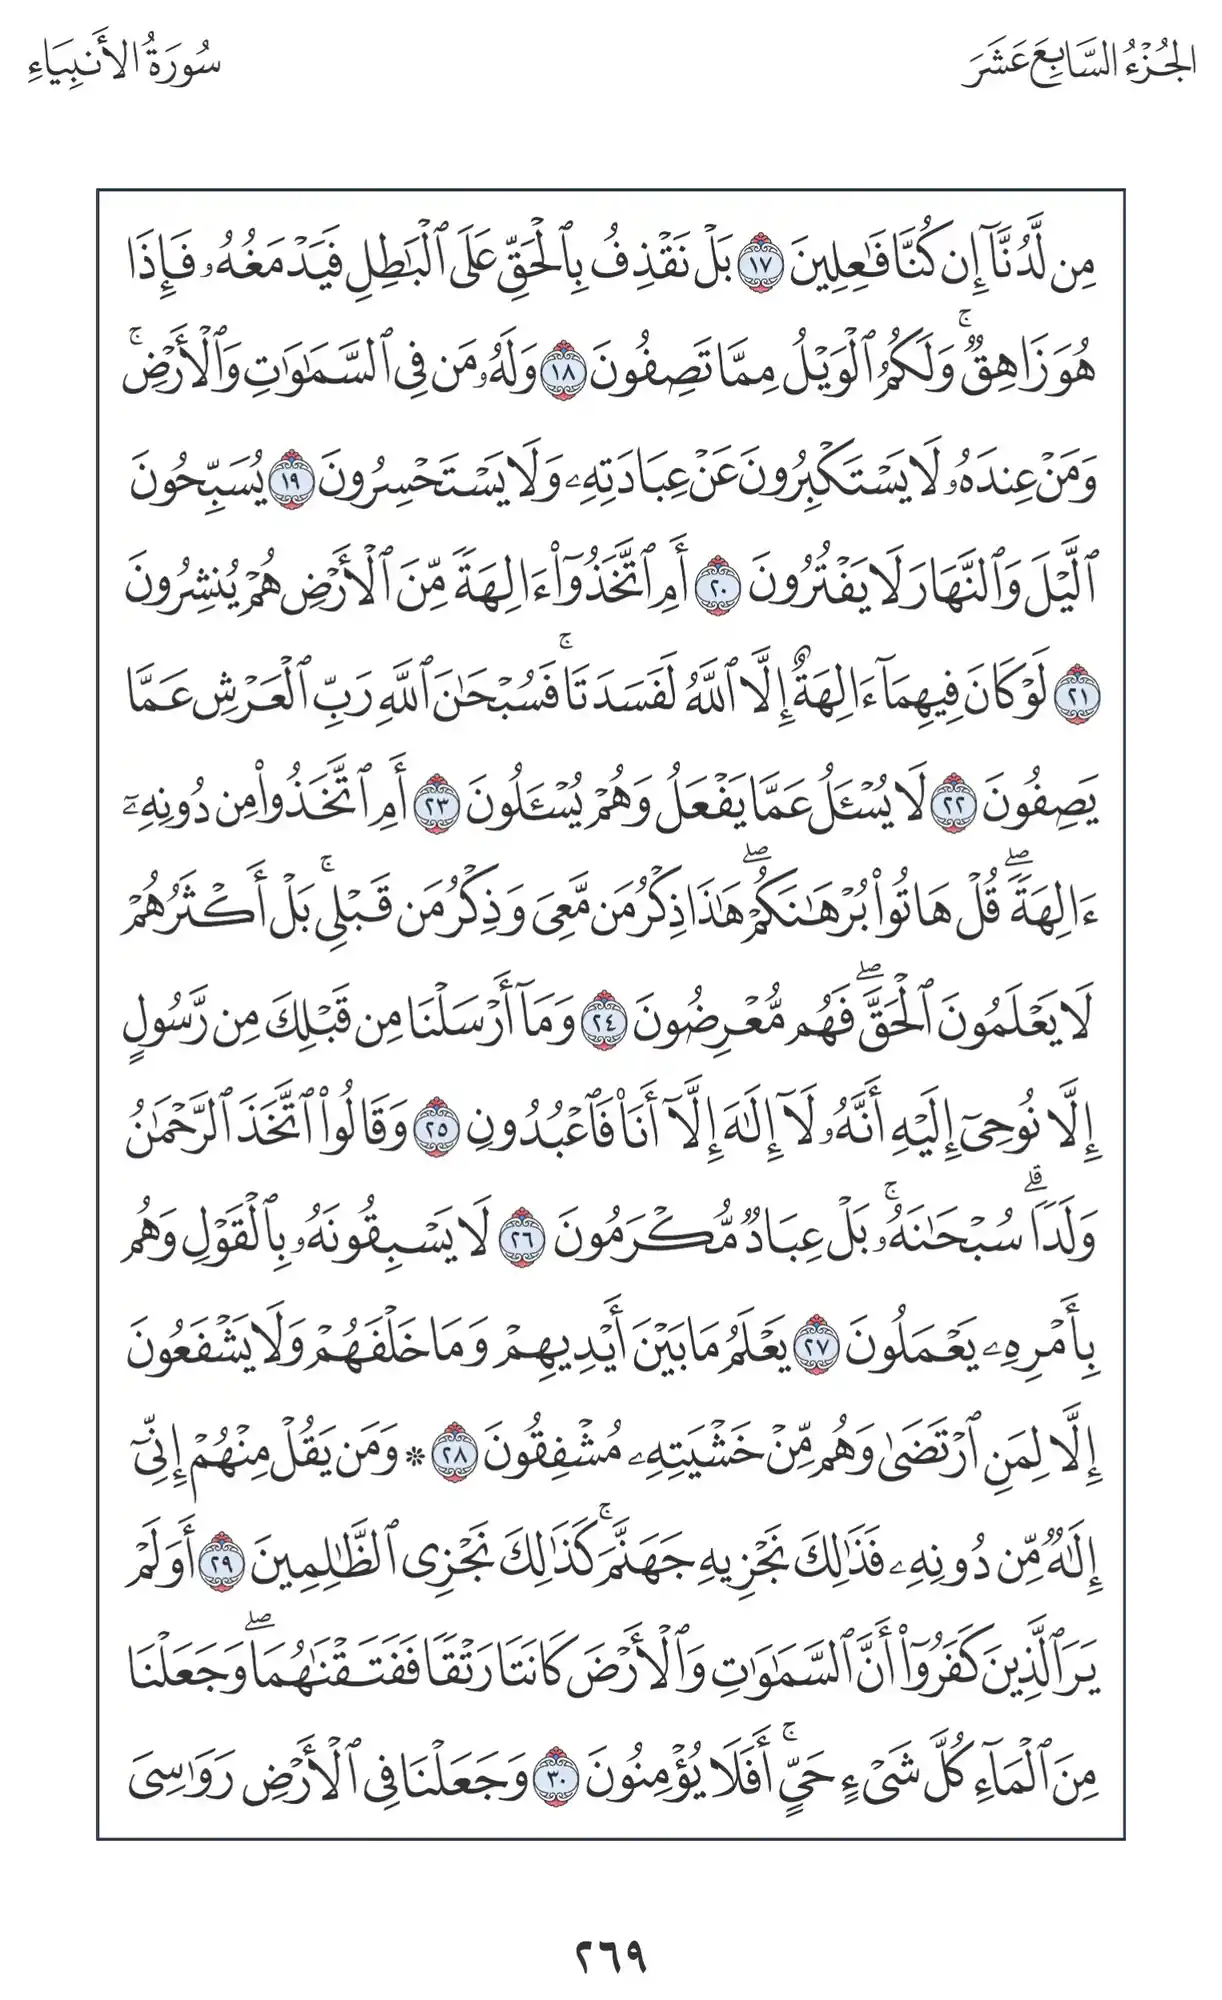 الجُزْءُ السَّابِعَ عَشَرَ
سُورَةُ الأَنبِيَاءِ
مِن لَّدُنَّآ إِن كُنَّا فَٰعِلِينَ ١٧ بَلْ نَقْذِفُ بِٱلْحَقِّ عَلَى ٱلْبَٰطِلِ فَيَدْمَغُهُۥ فَإِذَا
هُوَ زَاهِقٌۚ وَلَكُمُ ٱلْوَيْلُ مِمَّا تَصِفُونَ ١٨ وَلَهُۥ مَن فِى ٱلسَّمَٰوَٰتِ وَٱلْأَرْضِۚ
وَمَنْ عِندَهُۥ لَا يَسْتَكْبِرُونَ عَنْ عِبَادَتِهِۦ وَلَا يَسْتَحْسِرُونَ ١٩ يُسَبِّحُونَ
ٱلَّيْلَ وَٱلنَّهَارَ لَا يَفْتُرُونَ ٢٠ أَمِ ٱتَّخَذُوٓا۟ ءَالِهَةً مِّنَ ٱلْأَرْضِ هُمْ يُنشِرُونَ
٢١ لَوْ كَانَ فِيهِمَآ ءَالِهَةٌ إِلَّا ٱللَّهُ لَفَسَدَتَاۚ فَسُبْحَٰنَ ٱللَّهِ رَبِّ ٱلْعَرْشِ عَمَّا
يَصِفُونَ ٢٢ لَا يُسْـَٔلُ عَمَّا يَفْعَلُ وَهُمْ يُسْـَٔلُونَ ٢٣ أَمِ ٱتَّخَذُوا۟ مِن دُونِهِۦٓ
ءَالِهَةًۖ قُلْ هَاتُوا۟ بُرْهَٰنَكُمْۖ هَٰذَا ذِكْرُ مَن مَّعِىَ وَذِكْرُ مَن قَبْلِىۚ بَلْ أَكْثَرُهُمْ
لَا يَعْلَمُونَ ٱلْحَقَّۖ فَهُم مُّعْرِضُونَ ٢٤ وَمَآ أَرْسَلْنَا مِن قَبْلِكَ مِن رَّسُولٍ
إِلَّا نُوحِىٓ إِلَيْهِ أَنَّهُۥ لَآ إِلَٰهَ إِلَّآ أَنَا۠ فَٱعْبُدُونِ ٢٥ وَقَالُوا۟ ٱتَّخَذَ ٱلرَّحْمَٰنُ
وَلَدًاۗ سُبْحَٰنَهُۥۚ بَلْ عِبَادٌ مُّكْرَمُونَ ٢٦ لَا يَسْبِقُونَهُۥ بِٱلْقَوْلِ وَهُم
بِأَمْرِهِۦ يَعْمَلُونَ ٢٧ يَعْلَمُ مَا بَيْنَ أَيْدِيهِمْ وَمَا خَلْفَهُمْ وَلَا يَشْفَعُونَ
إِلَّا لِمَنِ ٱرْتَضَىٰ وَهُم مِّنْ خَشْيَتِهِۦ مُشْفِقُونَ ٢٨ * وَمَن يَقُلْ مِنْهُمْ إِنِّىٓ
إِلَٰهٌ مِّن دُونِهِۦ فَذَٰلِكَ نَجْزِيهِ جَهَنَّمَۚ كَذَٰلِكَ نَجْزِى ٱلظَّٰلِمِينَ ٢٩ أَوَلَمْ
يَرَ ٱلَّذِينَ كَفَرُوٓا۟ أَنَّ ٱلسَّمَٰوَٰتِ وَٱلْأَرْضَ كَانَتَا رَتْقًا فَفَتَقْنَٰهُمَاۖ وَجَعَلْنَا
مِنَ ٱلْمَآءِ كُلَّ شَىْءٍ حَىٍّۚ أَفَلَا يُؤْمِنُونَ ٣٠ وَجَعَلْنَا فِى ٱلْأَرْضِ رَوَٰسِىَ
٢٦٩